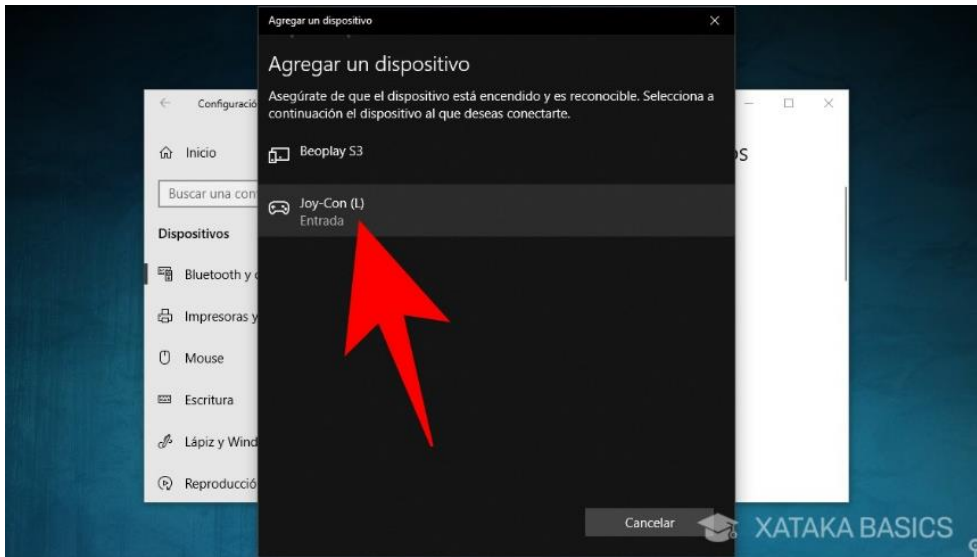 Agregar un dispositivo
Agregar un dispositivo
Asegúrate de que el dispositivo está encendido y es reconocible. Selecciona a
continuación el dispositivo al que deseas conectarte.
Beoplay S3
Joy-Con (L)
Entrada
Cancelar
Configuració
Inicio
Buscar una con
Dispositivos
Bluetooth y
Impresoras y
Mouse
Escritura
Lápiz y Wind
Reproducció
os
XATAKA BASICS